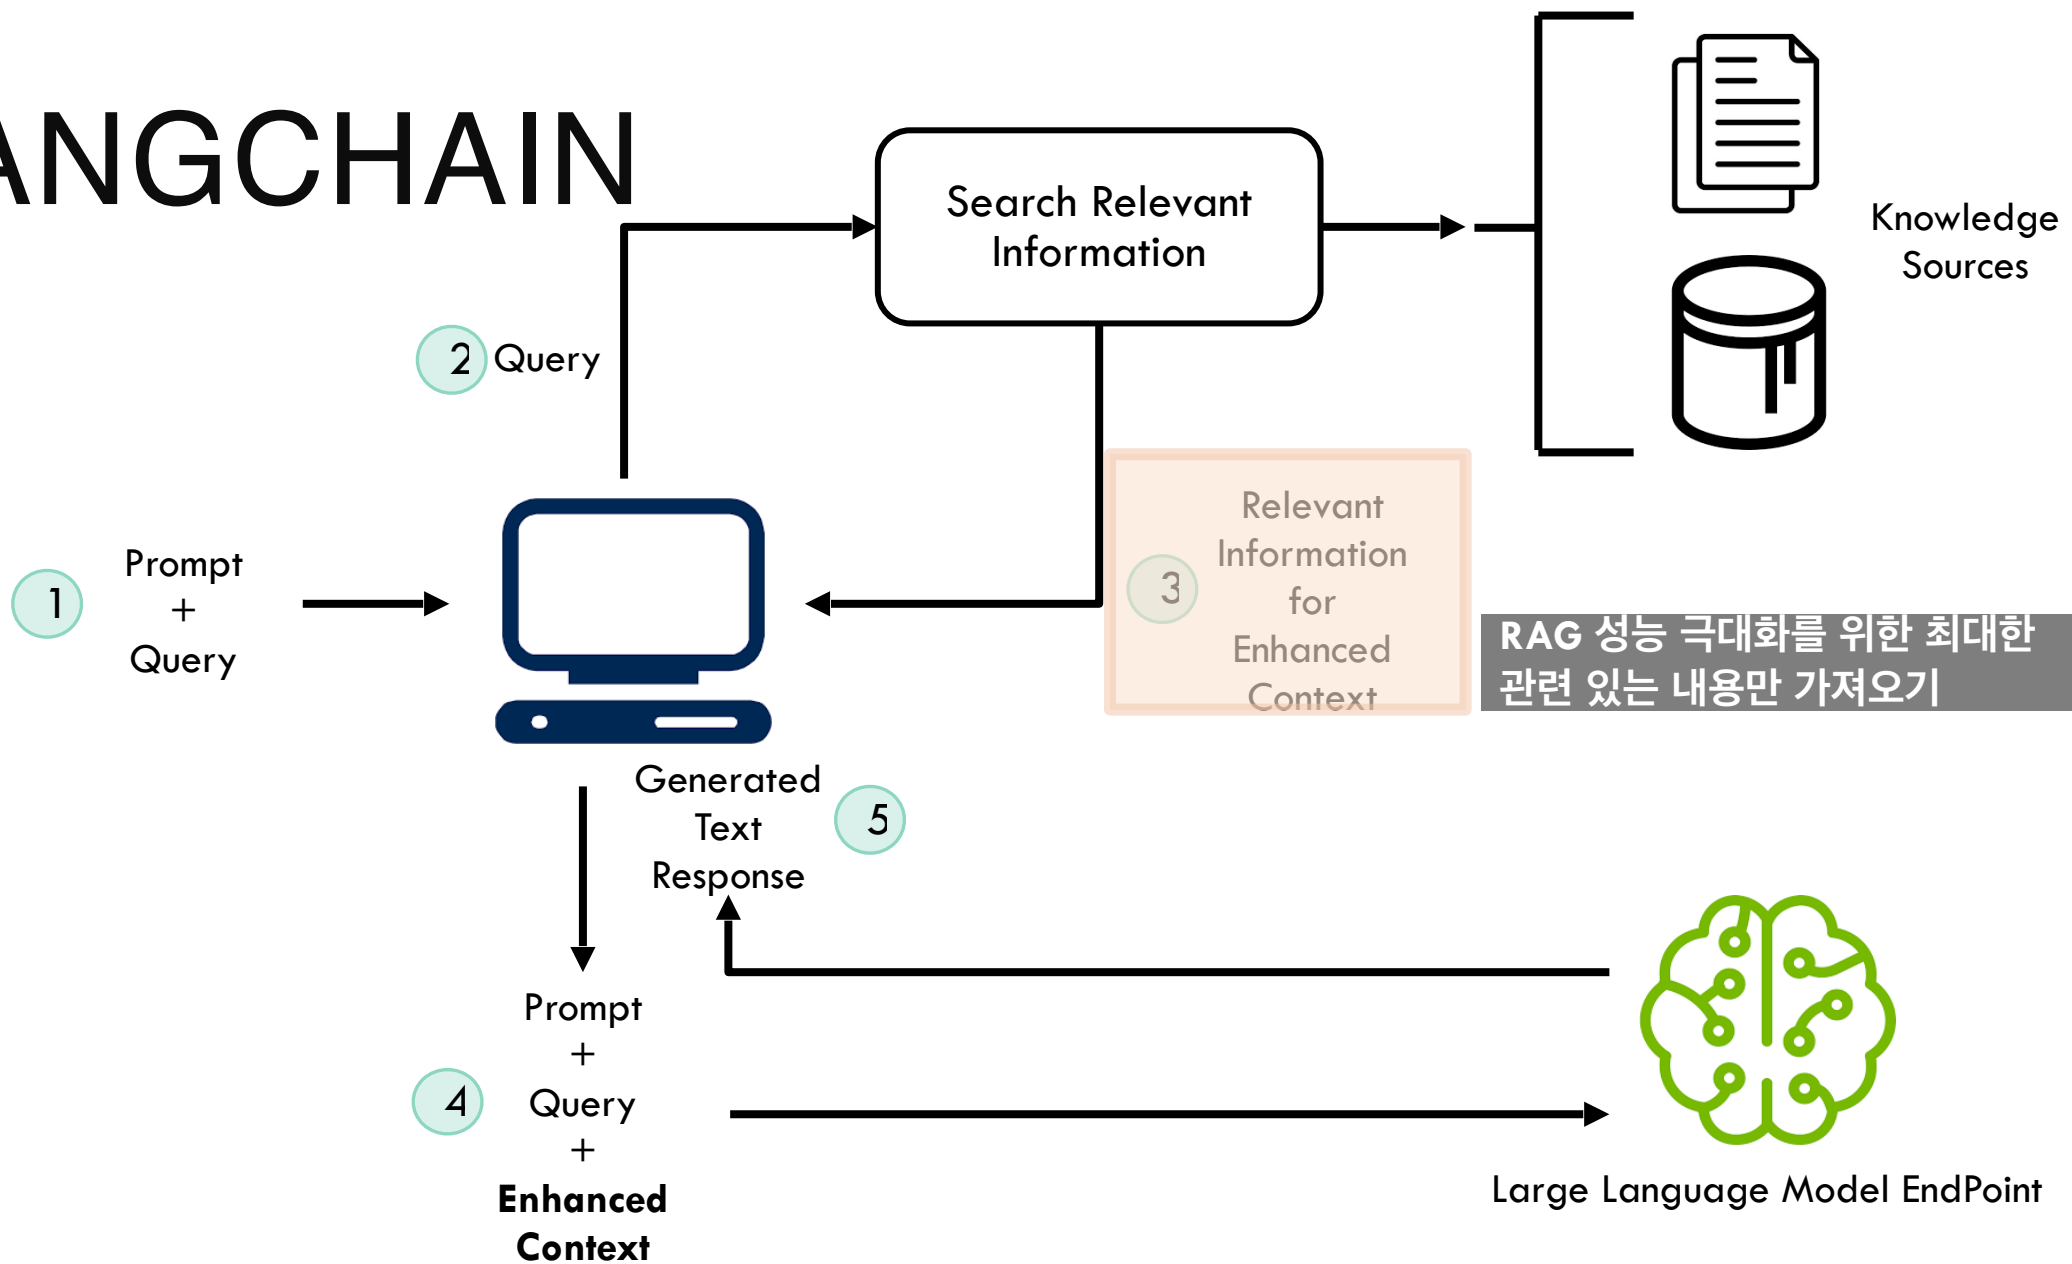 ANGCHAIN
Search Relevant
Information
Knowledge
Sources
2 Query
1
Prompt
+
Query
3
Relevant
Information
for
Enhanced
Context
RAG 성능 극대화를 위한 최대한
관련 있는 내용만 가져오기
Generated
Text
Response
5
4
Prompt
+
Query
+
Enhanced
Context
Large Language Model EndPoint